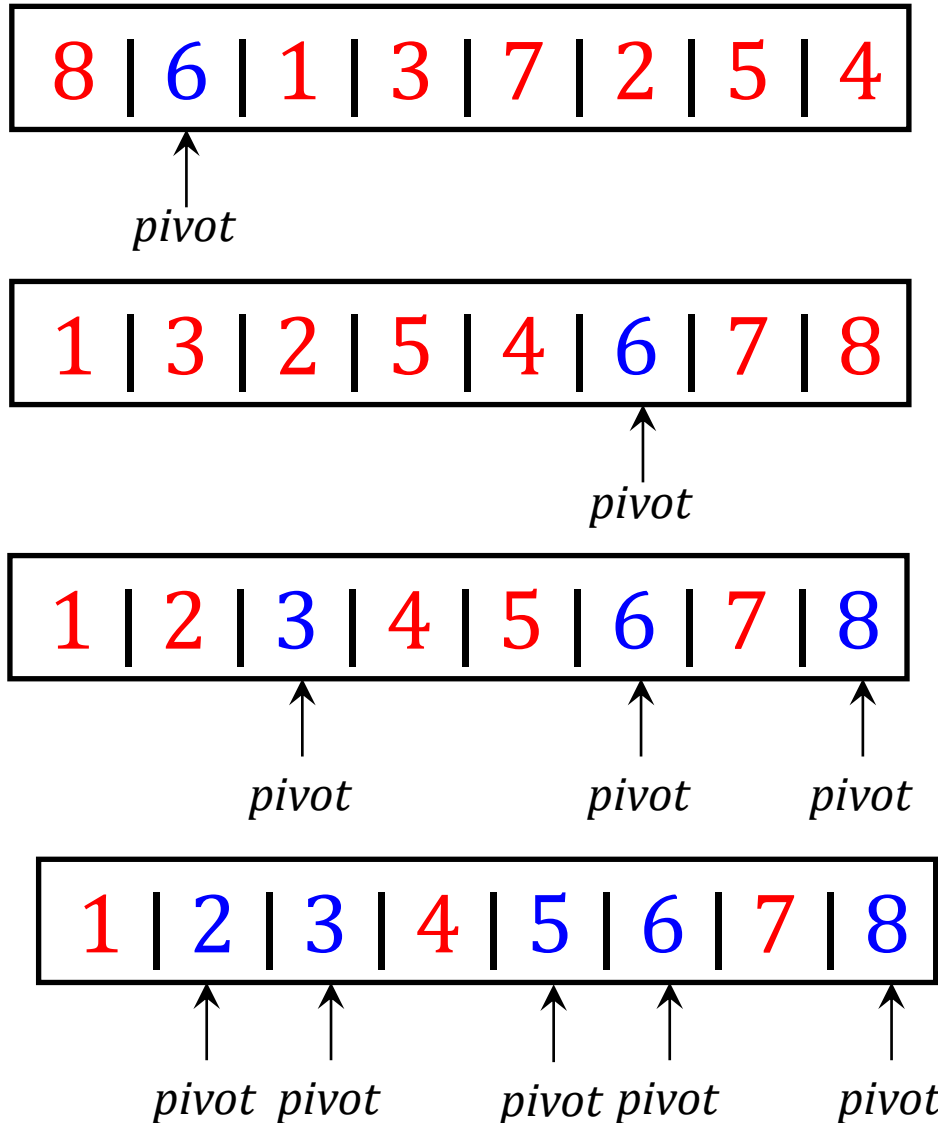 8 | 6 | 1 | 3 | 7 | 2 | 5 | 4
pivot
1 | 3 | 2 | 5 | 4 | 6 | 7 | 8
pivot
1 | 2 | 3 | 4 | 5 | 6 | 7 | 8
pivot pivot pivot
1 | 2 | 3 | 4 | 5 | 6 | 7 | 8
pivot pivot pivot pivot pivot